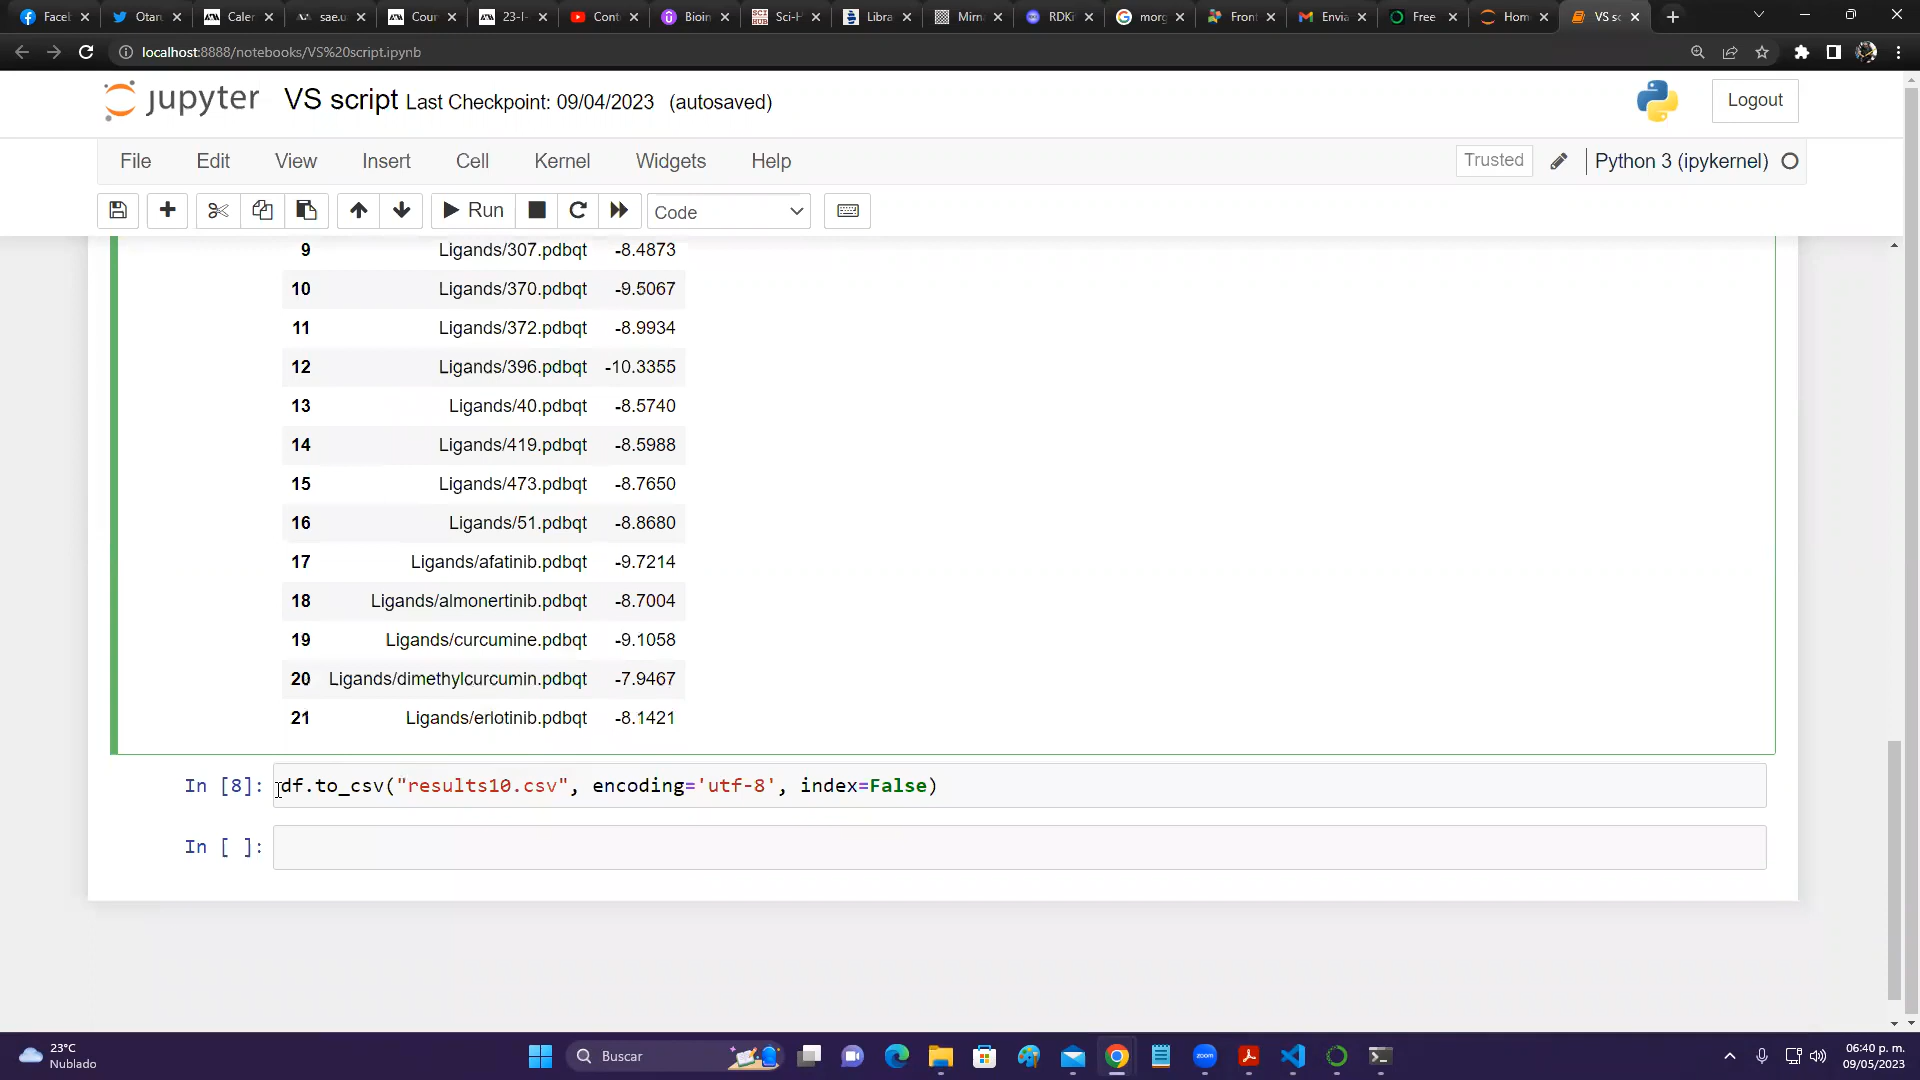 Facel
Otar
Caler
sae.u
Cour
23-I-
Cont
Bioin
SCI HUB
Sci-H
Libra
Mirna
RDKi
morg
Front
Envia
Free
Hom
VS sc
localhost:8888/notebooks/VS%20script.ipynb
jupyter VS script Last Checkpoint: 09/04/2023 (autosaved)
Logout
File Edit View Insert Cell Kernel Widgets Help
Trusted
Python 3 (ipykernel)
Run
Code
9 Ligands/307.pdbqt -8.4873
10 Ligands/370.pdbqt -9.5067
11 Ligands/372.pdbqt -8.9934
12 Ligands/396.pdbqt -10.3355
13 Ligands/40.pdbqt -8.5740
14 Ligands/419.pdbqt -8.5988
15 Ligands/473.pdbqt -8.7650
16 Ligands/51.pdbqt -8.8680
17 Ligands/afatinib.pdbqt -9.7214
18 Ligands/almonertinib.pdbqt -8.7004
19 Ligands/curcumine.pdbqt -9.1058
20 Ligands/dimethylcurcumin.pdbqt -7.9467
21 Ligands/erlotinib.pdbqt -8.1421
In [8]: df.to_csv("results10.csv", encoding='utf-8', index=False)
In [ ]:
23°C
Nublado
Buscar
zoom
06:40 p. m.
09/05/2023